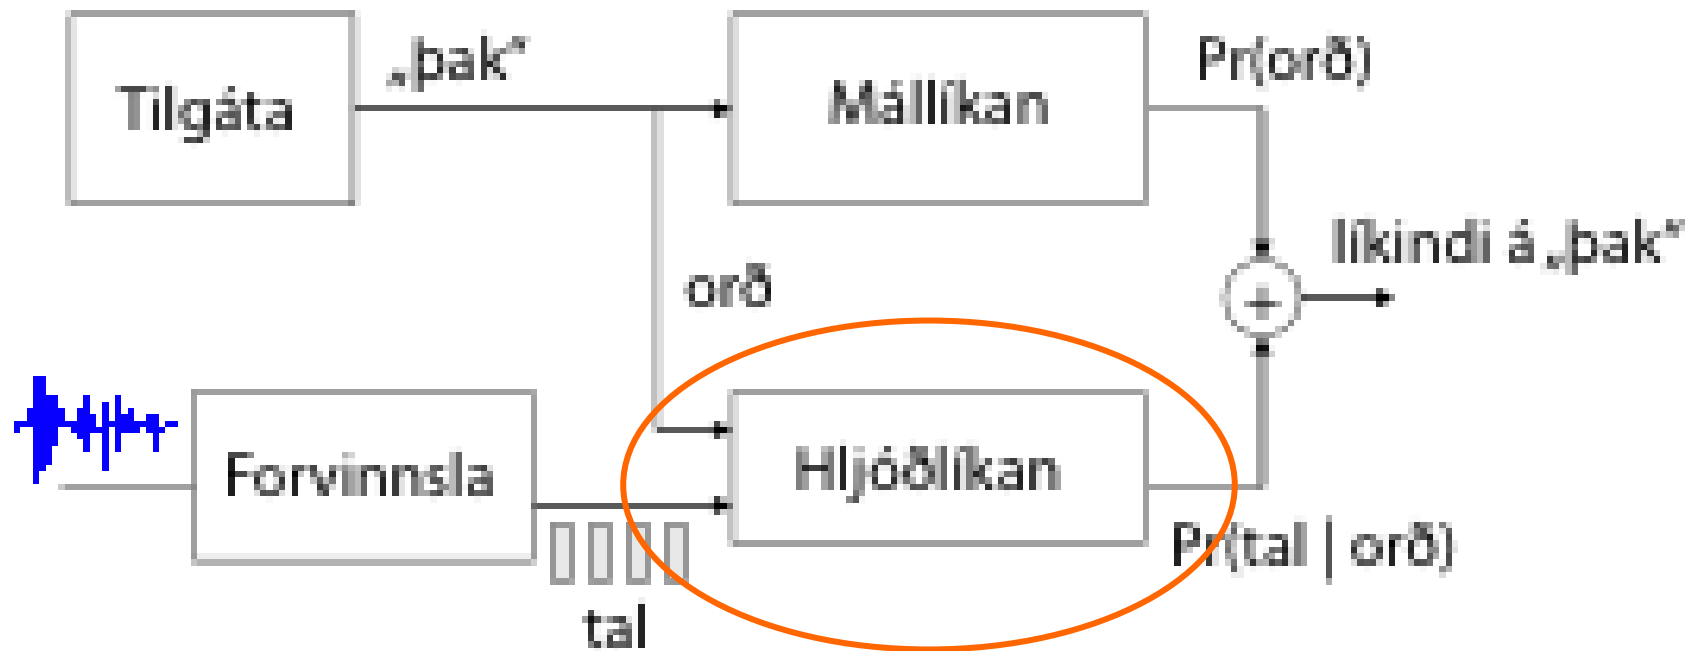 „þak“
Pr(orð)
Tilgáta
Mállíkan
líkindi á „þak“
orð
+
Forvinnsla
Hljóðlíkan
Pr(tal | orð)
tal